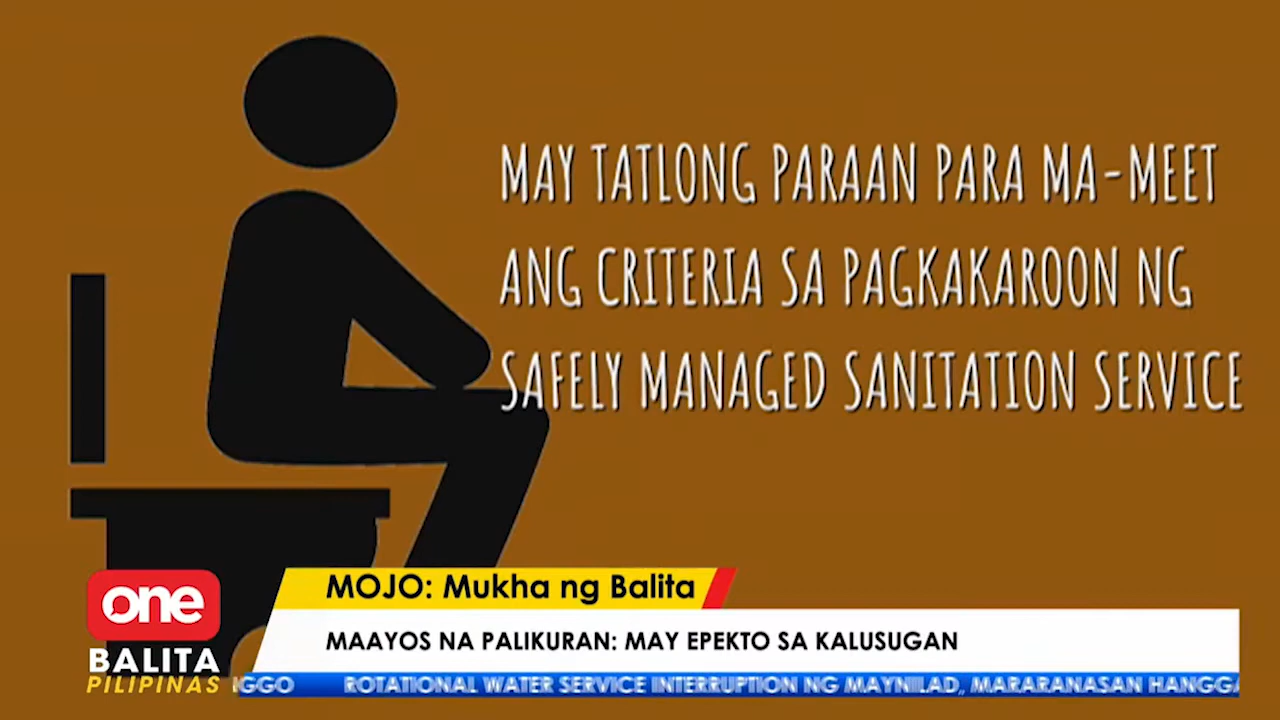 MAY TATLONG PARAAN PARA MA-MEET
ANG CRITERIA SA PAGKAKAROON NG
SAFELY MANAGED SANITATION SERVICE
MOJO: Mukha ng Balita
MAAYOS NA PALIKURAN: MAY EPEKTO SA KALUSUGAN
one
BALITA
PILIPINAS
ROTATIONAL WATER SERVICE INTERRUPTION NG MAYNILAD, MARARANASAN